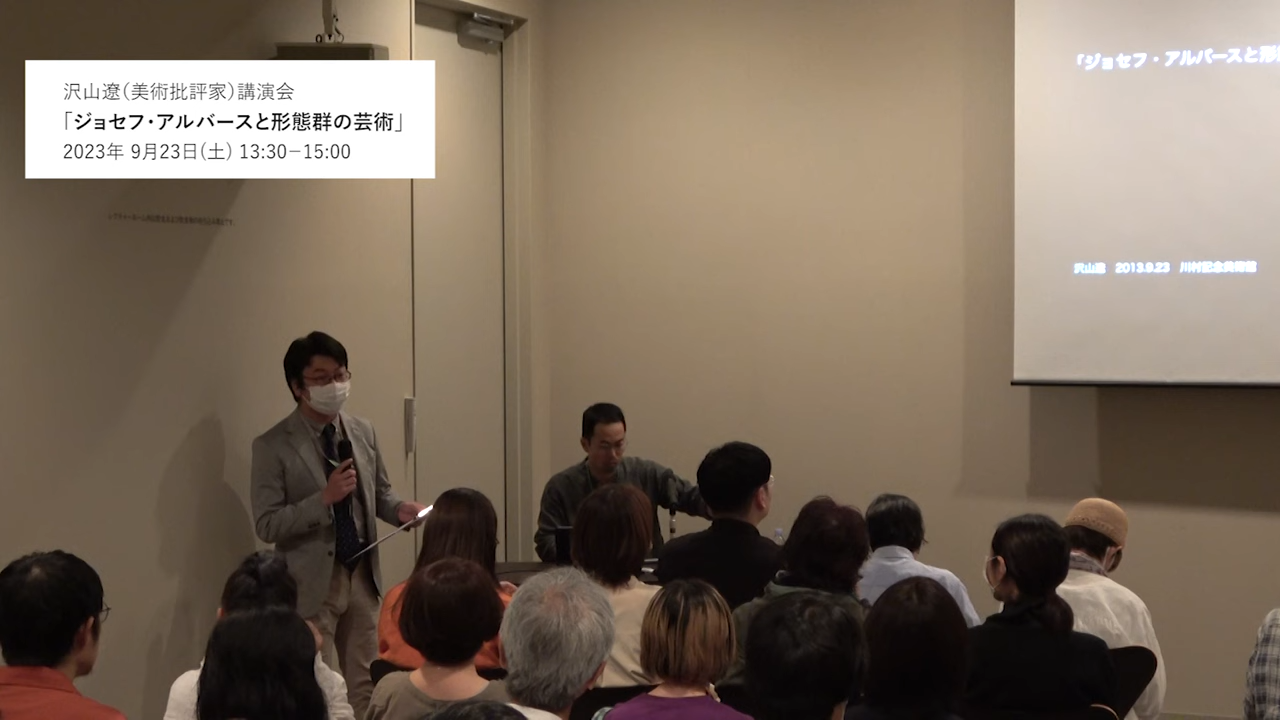 沢山遼(美術批評家)講演会
「ジョセフ・アルバースと形態群の芸術」
2023年 9月23日(土) 13:30–15:00
「ジョセフ・アルバースと形
沢山遼 2013.9.23 川村記念美術館